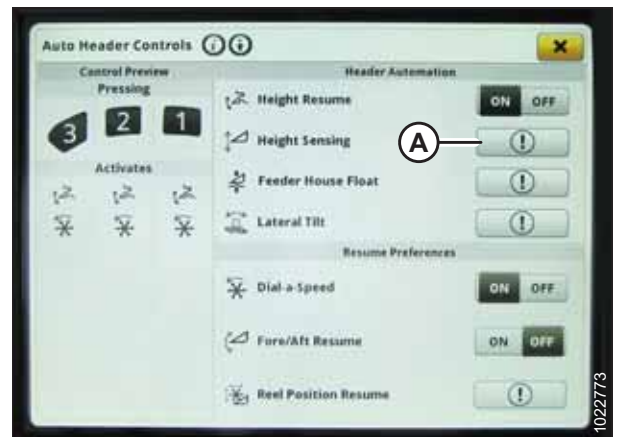 Auto Header Controls
Control Preview
Pressing
3 2 1
Activates
Header Automation
Height Resume ON OFF
Height Sensing A
Feeder House Float
Lateral Tilt
Resume Preferences
Dial-a-Speed ON OFF
Fore/Aft Resume ON OFF
Reel Position Resume
1022773